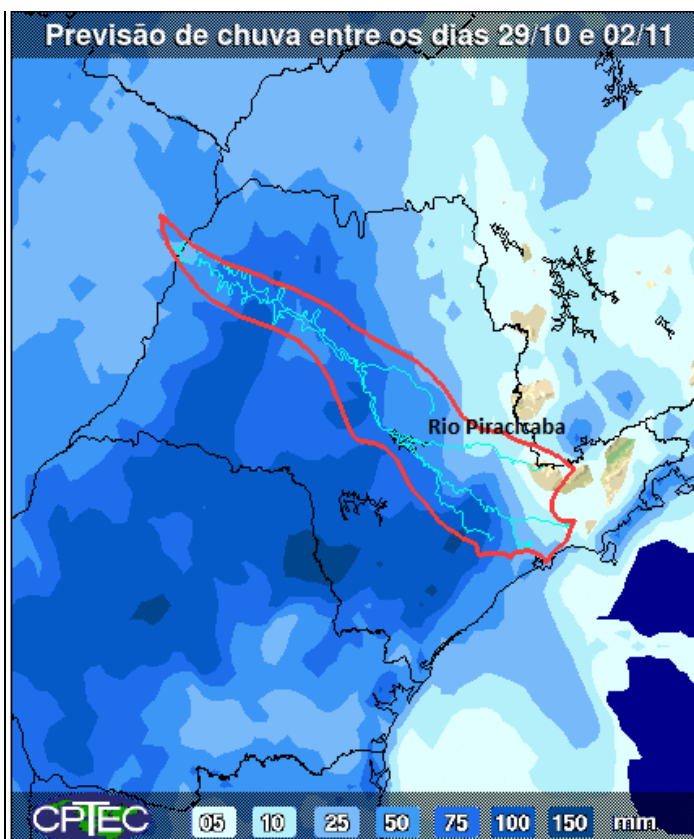 Previsão de chuva entre os dias 29/10 e 02/11
Rio Piracicaba
CPTEC 05 10 25 50 75 100 150 mm